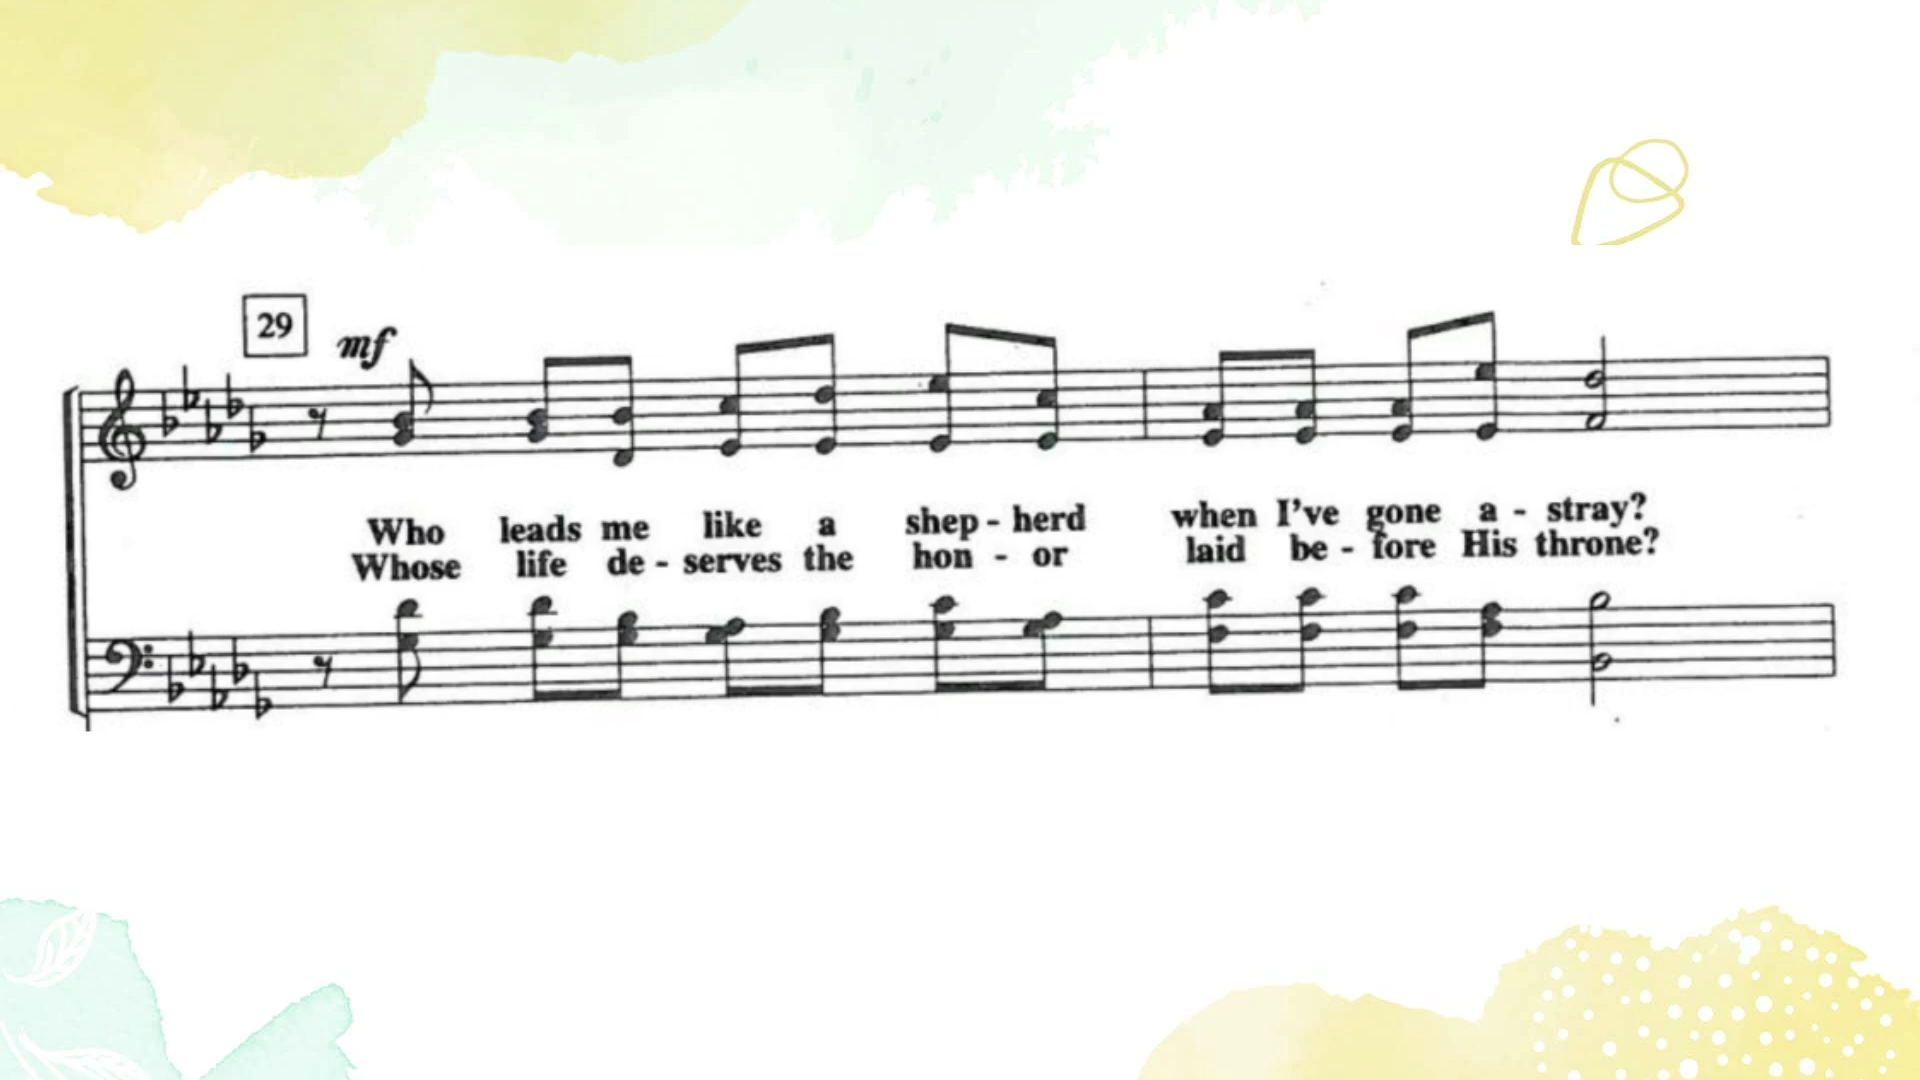 29
mf
Who leads me like a shep - herd when I've gone a - stray?
Whose life de - serves the hon - or laid be - fore His throne?